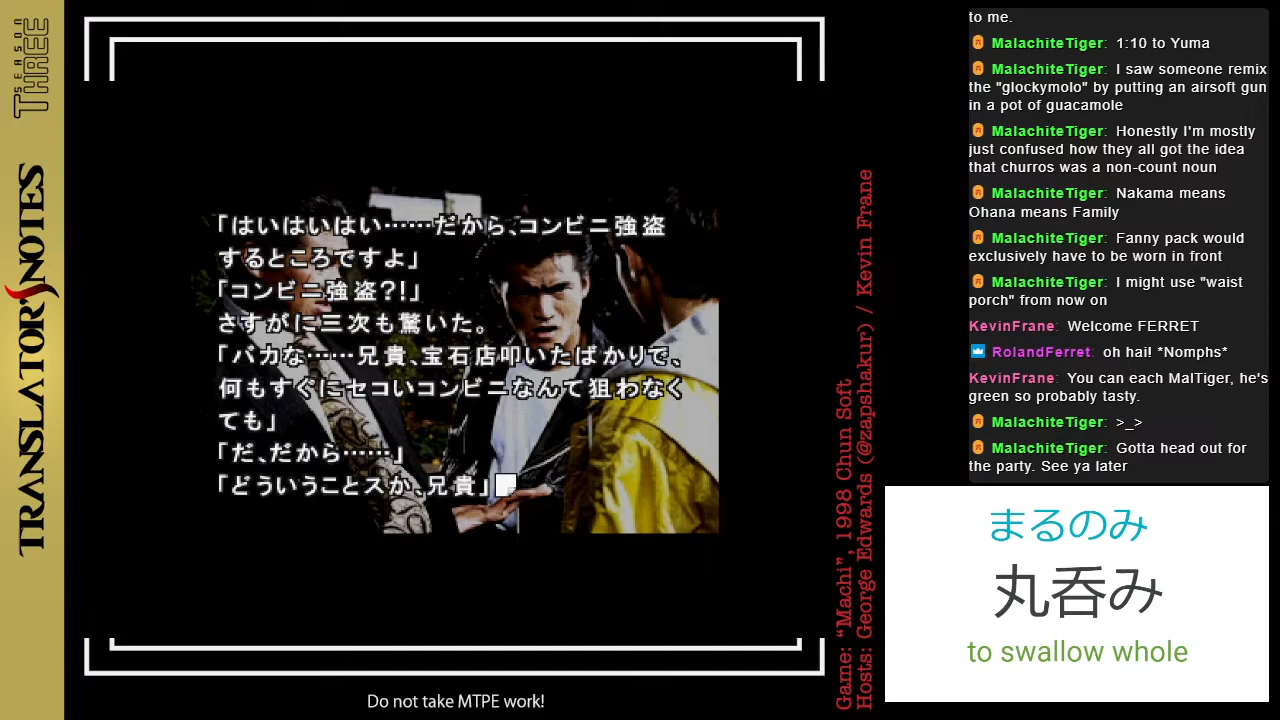 SEASON
THREE
TRANSLATOR'S NOTES
「はいはいはい……だから、コンビニ強盗
するところですよ」
「コンビニ強盗?!」
さすがに三次も驚いた。
「バカな……兄貴、宝石店叩いたばかりで、
何もすぐにセコいコンビニなんて狙わなく
ても」
「だ、だから……」
「どういうことスか、兄貴」
Do not take MTPE work!
Game: "Machi", 1998 Chun Soft
Hosts: George Edwards (@zapshakur) / Kevin Frane
to me.
MalachiteTiger: 1:10 to Yuma
MalachiteTiger: I saw someone remix
the "glockymolo" by putting an airsoft gun
in a pot of guacamole
MalachiteTiger: Honestly I'm mostly
just confused how they all got the idea
that churros was a non-count noun
MalachiteTiger: Nakama means
Ohana means Family
MalachiteTiger: Fanny pack would
exclusively have to be worn in front
MalachiteTiger: I might use "waist
porch" from now on
KevinFrane: Welcome FERRET
RolandFerret: oh hai! *Nomphs*
KevinFrane: You can each MalTiger, he's
green so probably tasty.
MalachiteTiger: >_>
MalachiteTiger: Gotta head out for
the party. See ya later
まるのみ
丸呑み
to swallow whole